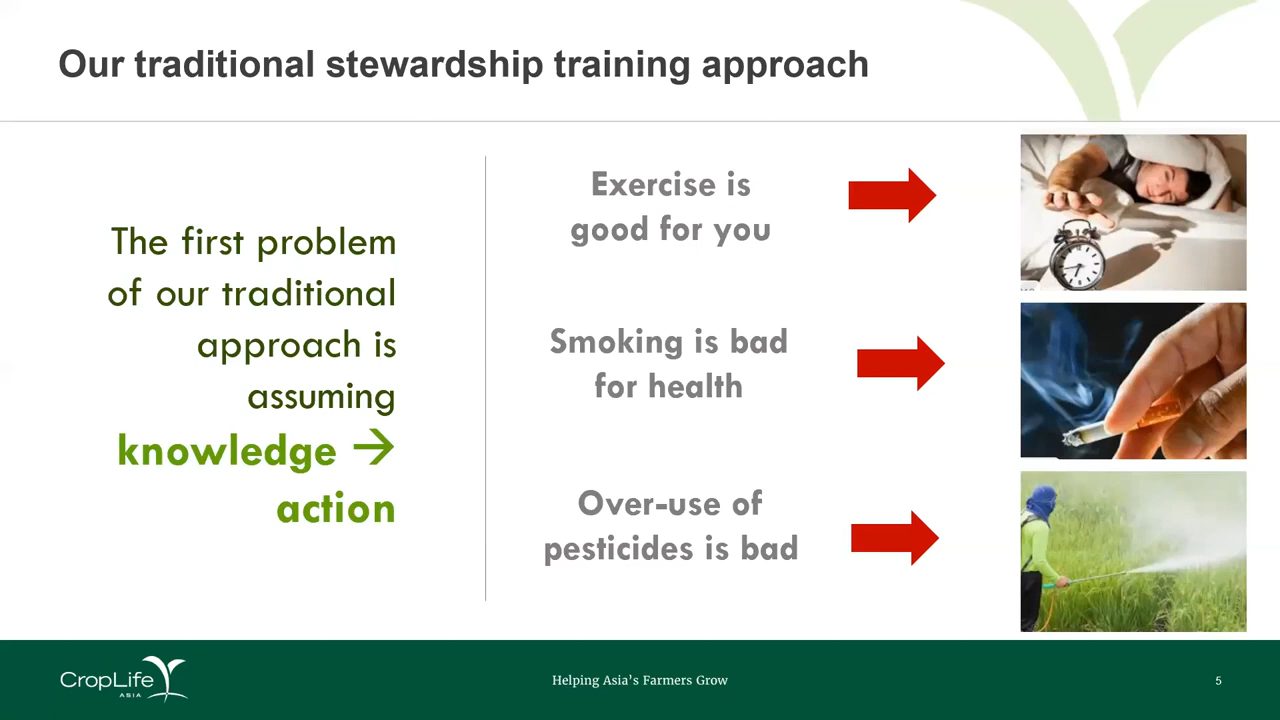 Our traditional stewardship training approach
The first problem
of our traditional
approach is
assuming
knowledge →
action
Exercise is
good for you
Smoking is bad
for health
Over-use of
pesticides is bad
CropLife
ASIA
Helping Asia's Farmers Grow
5